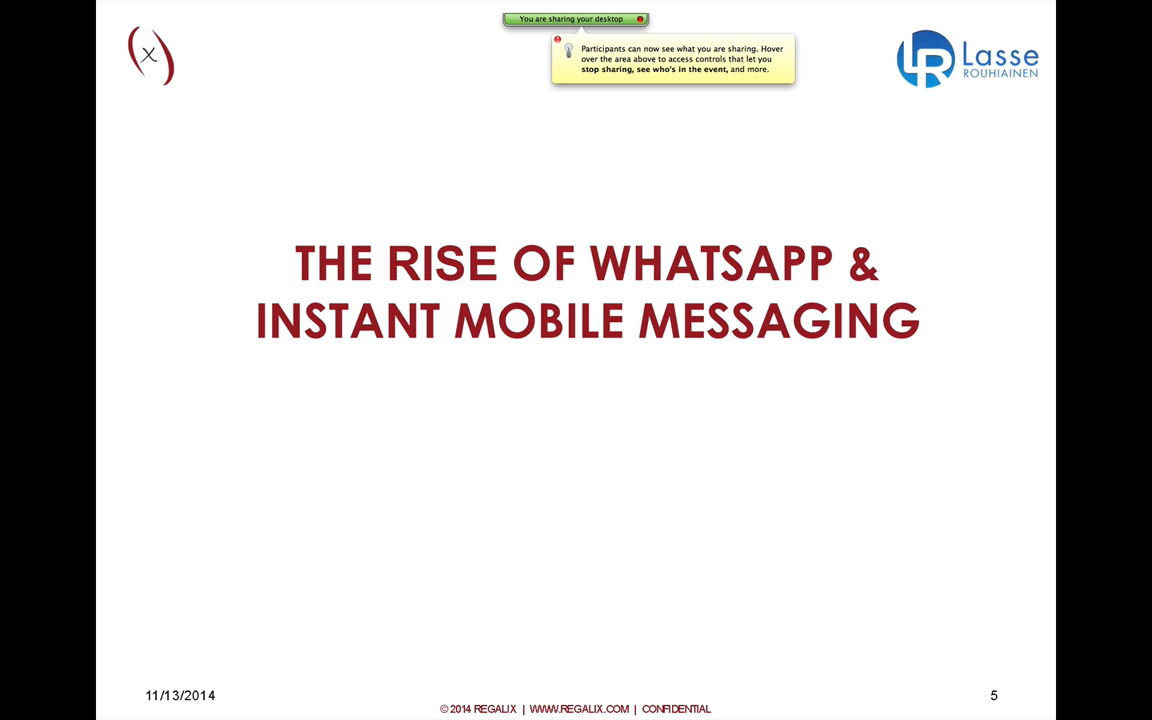 You are sharing your desktop
Participants can now see what you are sharing. Hover
over the area above to access controls that let you
stop sharing, see who's in the event, and more.
(x)
LR Lasse
ROUHIAINEN
THE RISE OF WHATSAPP &
INSTANT MOBILE MESSAGING
11/13/2014
5
© 2014 REGALIX | WWW.REGALIX.COM | CONFIDENTIAL